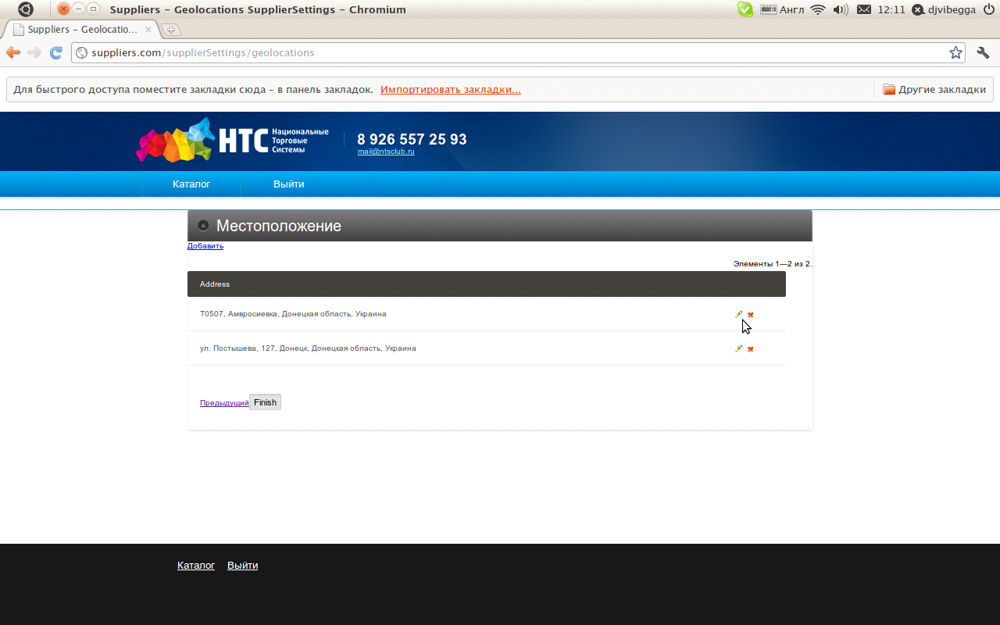 Suppliers – Geolocations SupplierSettings – Chromium
Англ
12:11
djvibegga
Suppliers – Geolocatio...
suppliers.com/supplierSettings/geolocations
Для быстрого доступа поместите закладки сюда – в панель закладок. Импортировать закладки...
Другие закладки
НТС
Национальные
Торговые
Системы
8 926 557 25 93
mail@ntsclub.ru
Каталог
Выйти
Местоположение
Добавить
Элементы 1—2 из 2.
Address
Т0507, Амвросиевка, Донецкая область, Украина
ул. Постышева, 127, Донецк, Донецкая область, Украина
Предыдущий Finish
Каталог
Выйти